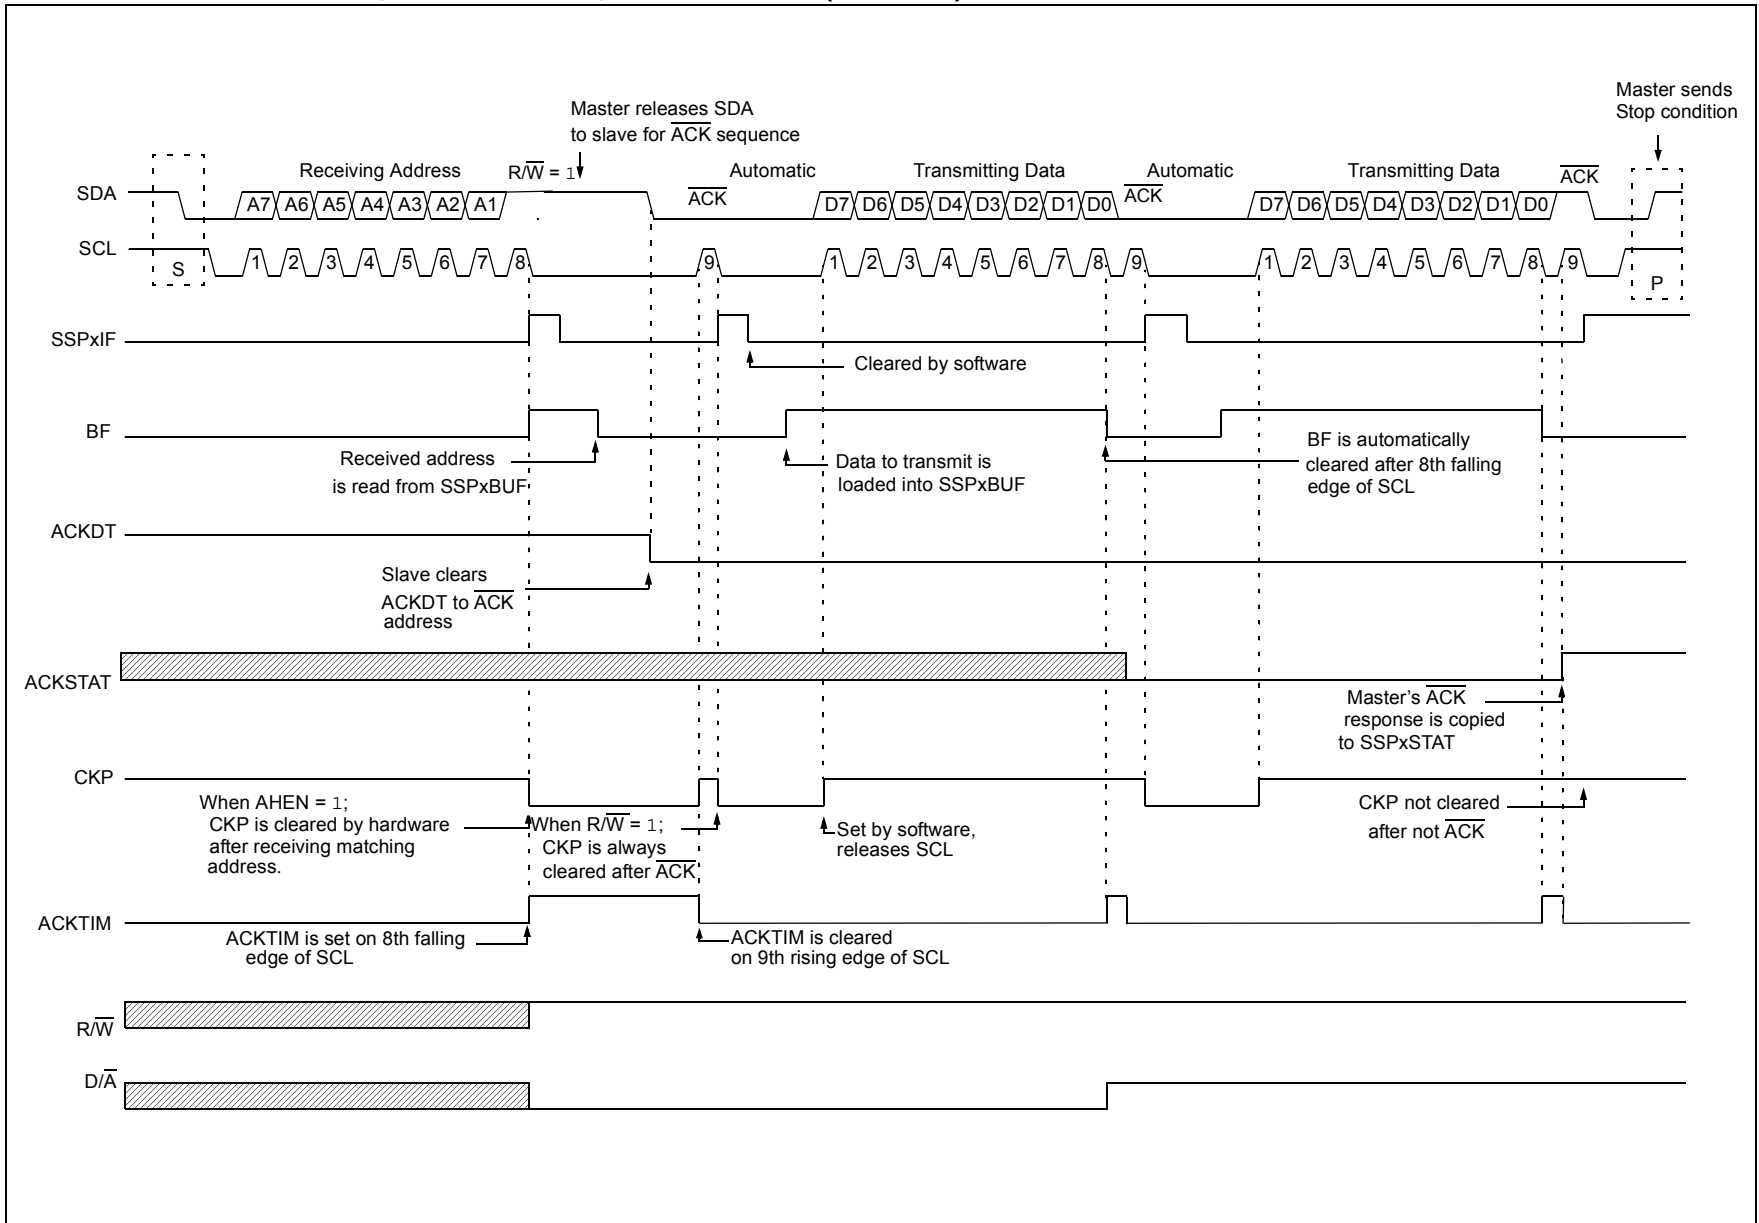 Master sends
Stop condition
Master releases SDA
to slave for A̅C̅K̅ sequence
Receiving Address
R/W̅ = 1
Automatic
Transmitting Data
Automatic
Transmitting Data
A̅C̅K̅
SDA
A7 A6 A5 A4 A3 A2 A1
A̅C̅K̅
D7 D6 D5 D4 D3 D2 D1 D0
A̅C̅K̅
D7 D6 D5 D4 D3 D2 D1 D0
SCL
S
1 2 3 4 5 6 7 8
9
1 2 3 4 5 6 7 8 9
1 2 3 4 5 6 7 8 9
P
SSPxIF
Cleared by software
BF
Received address
is read from SSPxBUF
Data to transmit is
loaded into SSPxBUF
BF is automatically
cleared after 8th falling
edge of SCL
ACKDT
Slave clears
ACKDT to A̅C̅K̅
address
ACKSTAT
Master's A̅C̅K̅
response is copied
to SSPxSTAT
CKP
When AHEN = 1;
CKP is cleared by hardware
after receiving matching
address.
When R/W̅ = 1;
CKP is always
cleared after A̅C̅K̅
Set by software,
releases SCL
CKP not cleared
after not A̅C̅K̅
ACKTIM
ACKTIM is set on 8th falling
edge of SCL
ACKTIM is cleared
on 9th rising edge of SCL
R/W̅
D/A̅